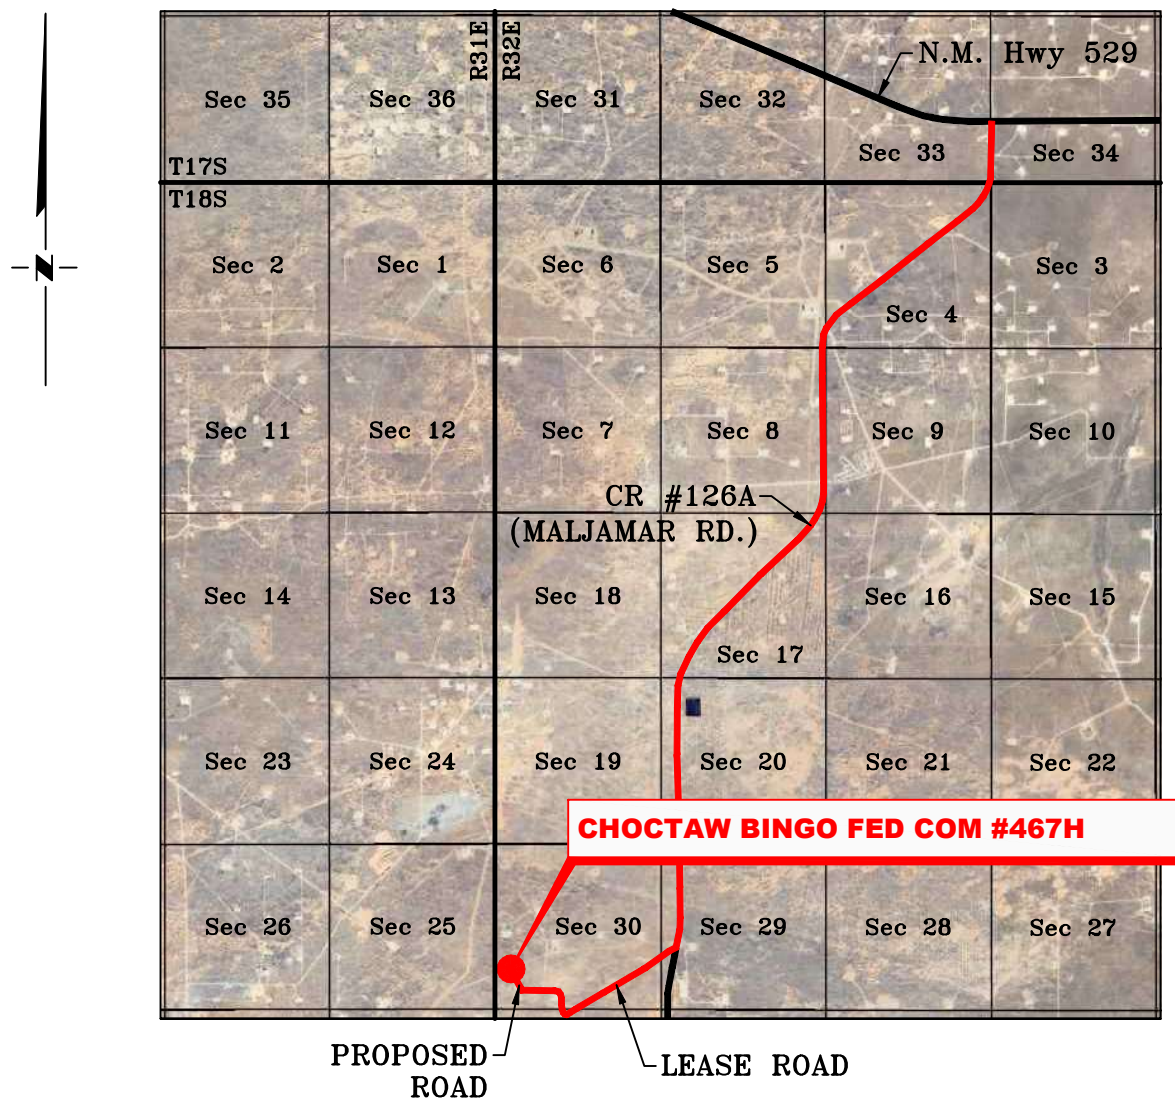 R31E
R32E
N.M. Hwy 529
Sec 35
Sec 36
Sec 31
Sec 32
Sec 33
Sec 34
T17S
T18S
N
Sec 2
Sec 1
Sec 6
Sec 5
Sec 4
Sec 3
Sec 11
Sec 12
Sec 7
Sec 8
Sec 9
Sec 10
CR #126A
(MALJAMAR RD.)
Sec 14
Sec 13
Sec 18
Sec 17
Sec 16
Sec 15
Sec 23
Sec 24
Sec 19
Sec 20
Sec 21
Sec 22
CHOCTAW BINGO FED COM #467H
Sec 26
Sec 25
Sec 30
Sec 29
Sec 28
Sec 27
PROPOSED
ROAD
LEASE ROAD